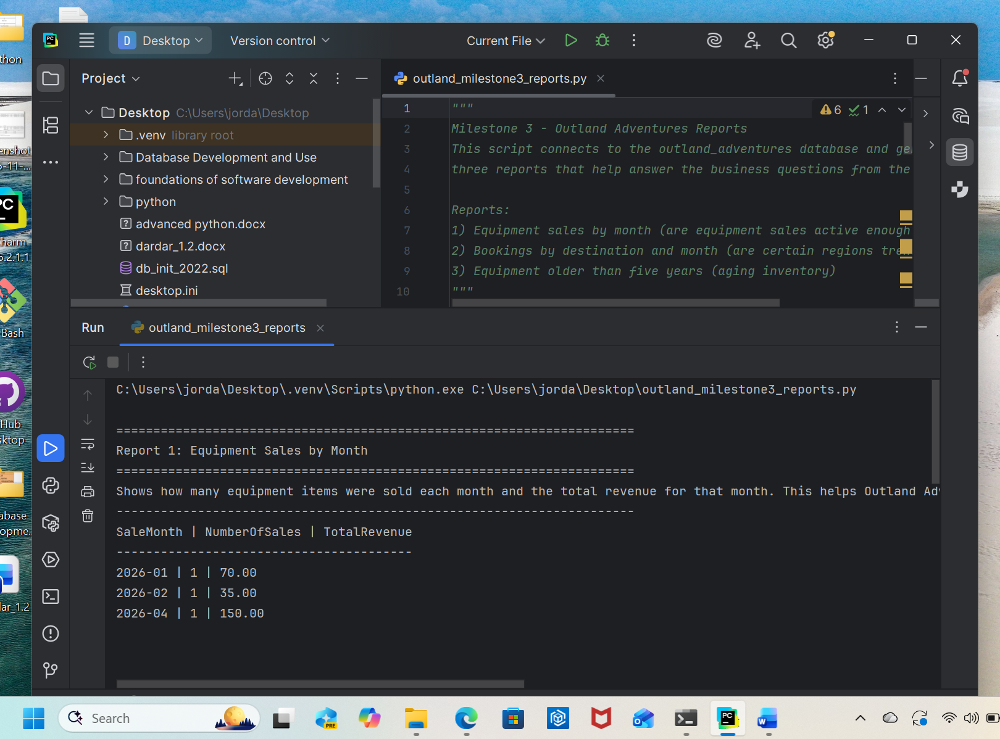 thon
enshot
5-11-...
PC
harm
5.2.1.1
Bash
Hub
sktop
abase
opme...
lar_1.2
PC
D Desktop
Version control
Current File
Project
Desktop C:\Users\jorda\Desktop
.venv library root
Database Development and Use
foundations of software development
python
advanced python.docx
dardar_1.2.docx
db_init_2022.sql
desktop.ini
outland_milestone3_reports.py
6 1
1 """
2 Milestone 3 - Outland Adventures Reports
3 This script connects to the outland_adventures database and ge
4 three reports that help answer the business questions from the
5
6 Reports:
7 1) Equipment sales by month (are equipment sales active enough
8 2) Bookings by destination and month (are certain regions tre
9 3) Equipment older than five years (aging inventory)
10 """
Run outland_milestone3_reports
C:\Users\jorda\Desktop\.venv\Scripts\python.exe C:\Users\jorda\Desktop\outland_milestone3_reports.py
======================================================================
Report 1: Equipment Sales by Month
======================================================================
Shows how many equipment items were sold each month and the total revenue for that month. This helps Outland Adv
----------------------------------------------------------------------
SaleMonth | NumberOfSales | TotalRevenue
----------------------------------------
2026-01 | 1 | 70.00
2026-02 | 1 | 35.00
2026-04 | 1 | 150.00
Search
PRE
PC